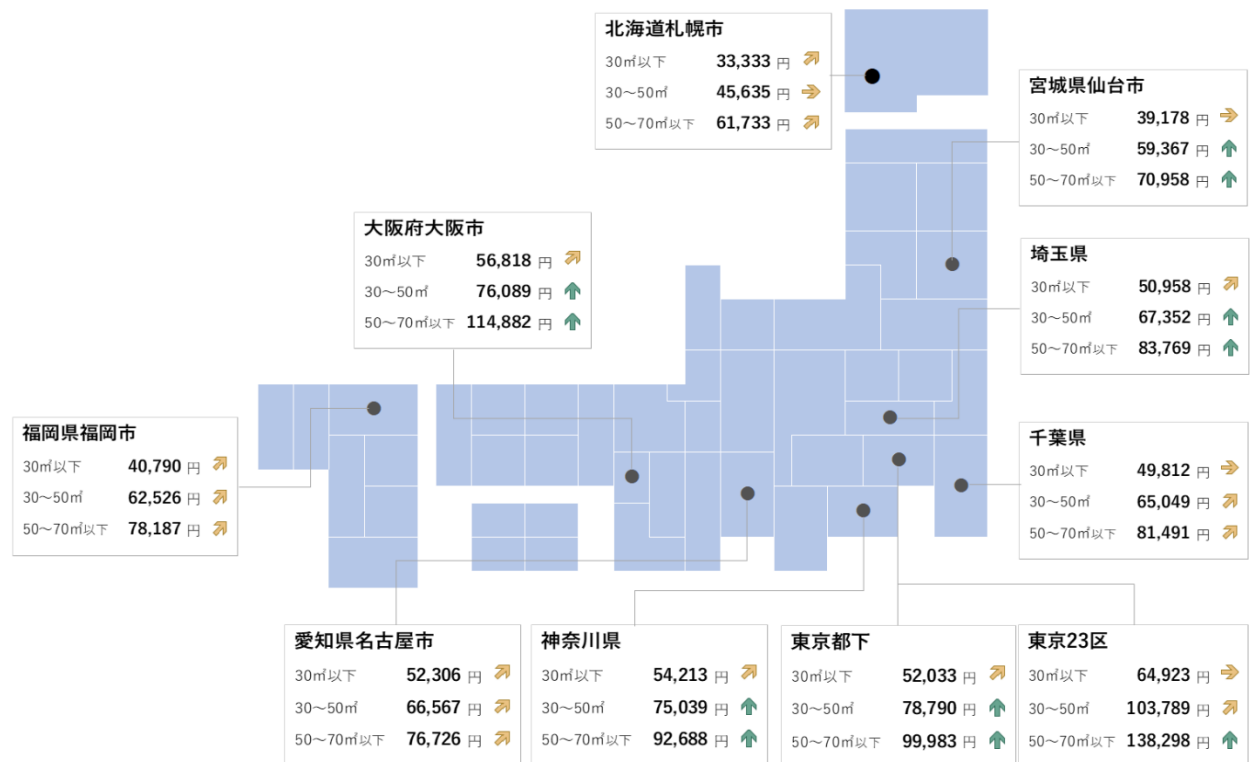 北海道札幌市
30㎡以下 33,333 円
30～50㎡ 45,635 円
50～70㎡以下 61,733 円
宮城県仙台市
30㎡以下 39,178 円
30～50㎡ 59,367 円
50～70㎡以下 70,958 円
大阪府大阪市
30㎡以下 56,818 円
30～50㎡ 76,089 円
50～70㎡以下 114,882 円
埼玉県
30㎡以下 50,958 円
30～50㎡ 67,352 円
50～70㎡以下 83,769 円
福岡県福岡市
30㎡以下 40,790 円
30～50㎡ 62,526 円
50～70㎡以下 78,187 円
千葉県
30㎡以下 49,812 円
30～50㎡ 65,049 円
50～70㎡以下 81,491 円
愛知県名古屋市
30㎡以下 52,306 円
30～50㎡ 66,567 円
50～70㎡以下 76,726 円
神奈川県
30㎡以下 54,213 円
30～50㎡ 75,039 円
50～70㎡以下 92,688 円
東京都下
30㎡以下 52,033 円
30～50㎡ 78,790 円
50～70㎡以下 99,983 円
東京23区
30㎡以下 64,923 円
30～50㎡ 103,789 円
50～70㎡以下 138,298 円